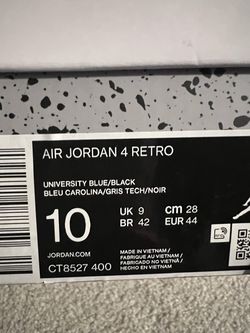 AIR JORDAN 4 RETRO
UNIVERSITY BLUE/BLACK
BLEU CAROLINA/GRIS TECH/NOIR
10 UK 9 cm 28
BR 42 EUR 44
JORDAN.COM
CT8527 400
MADE IN VIETNAM /
FABRIQUÉ AU VIETNAM /
FABRICADO NO VIETNÃ /
HECHO EN VIETNAM